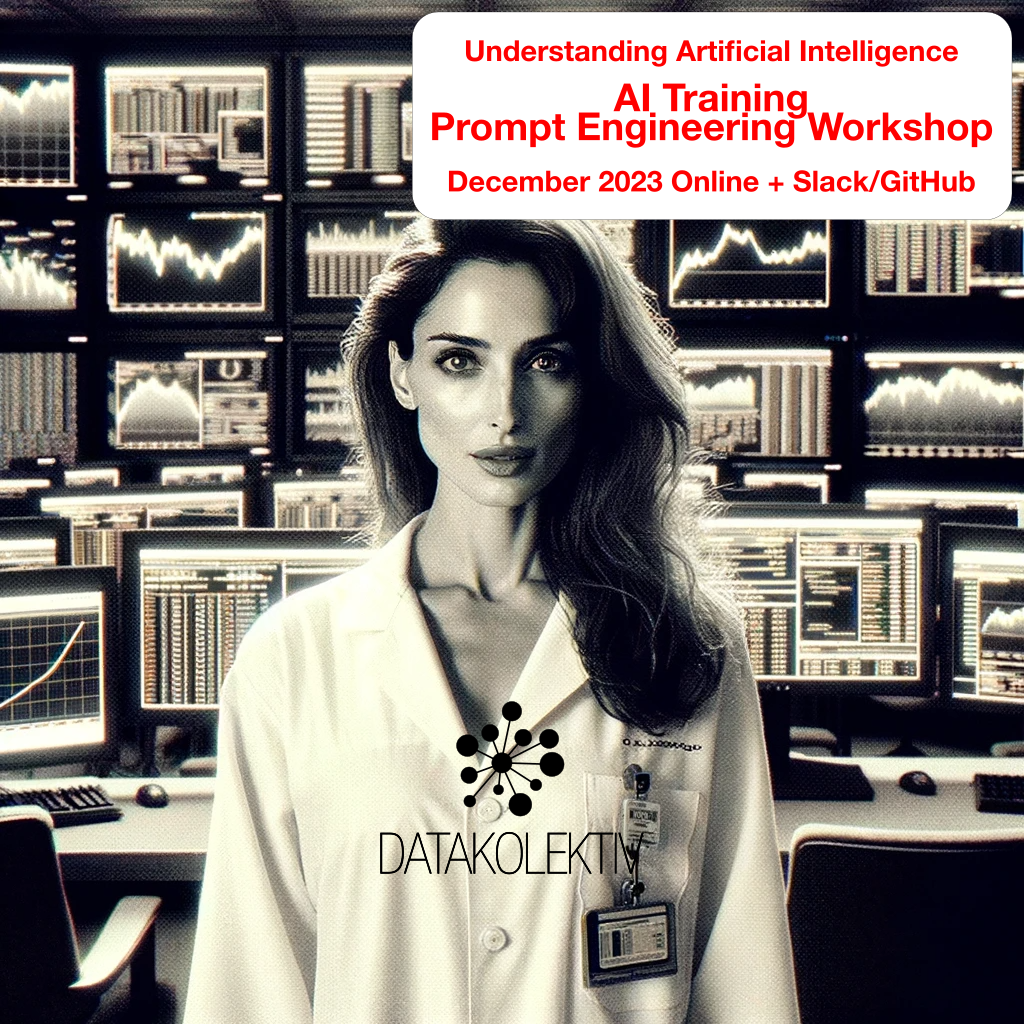 Understanding Artificial Intelligence
AI Training
Prompt Engineering Workshop
December 2023 Online + Slack/GitHub
DATAKOLEKTIV